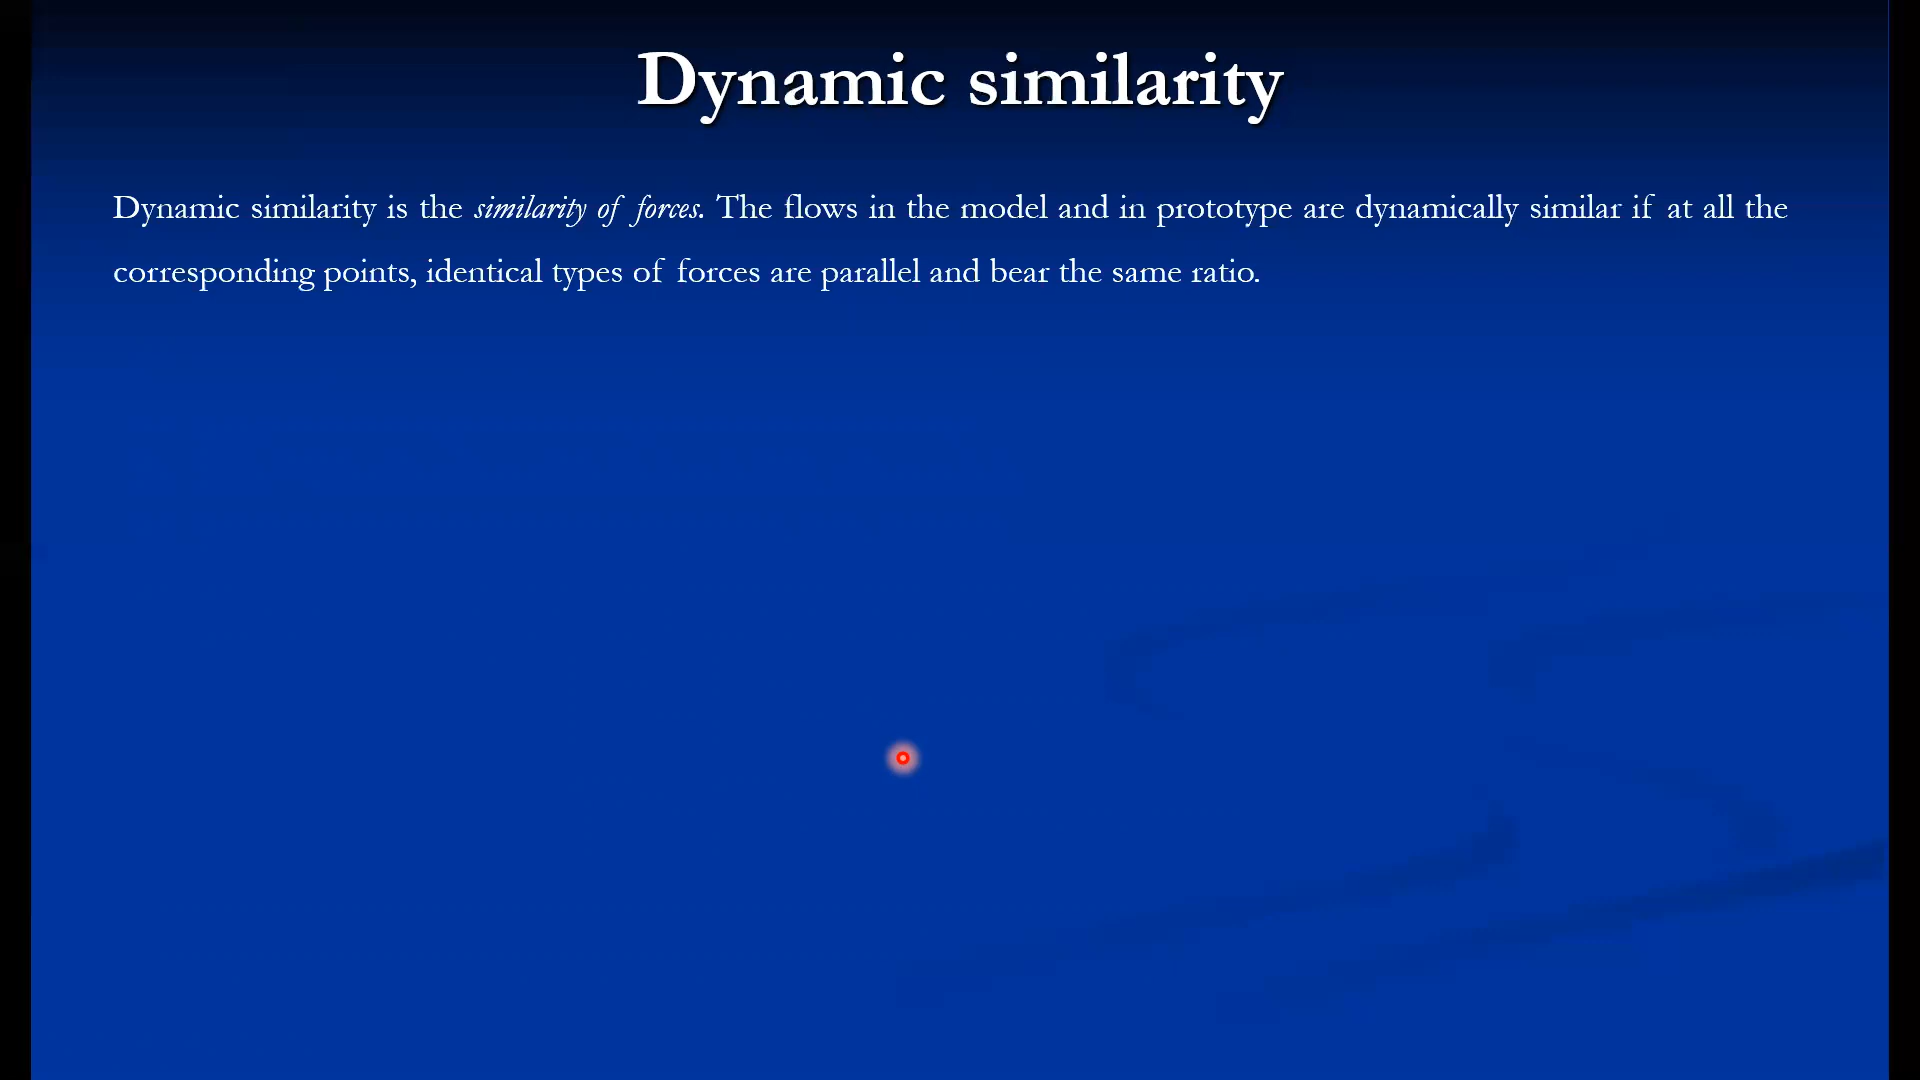 Dynamic similarity
Dynamic similarity is the similarity of forces. The flows in the model and in prototype are dynamically similar if at all the
corresponding points, identical types of forces are parallel and bear the same ratio.